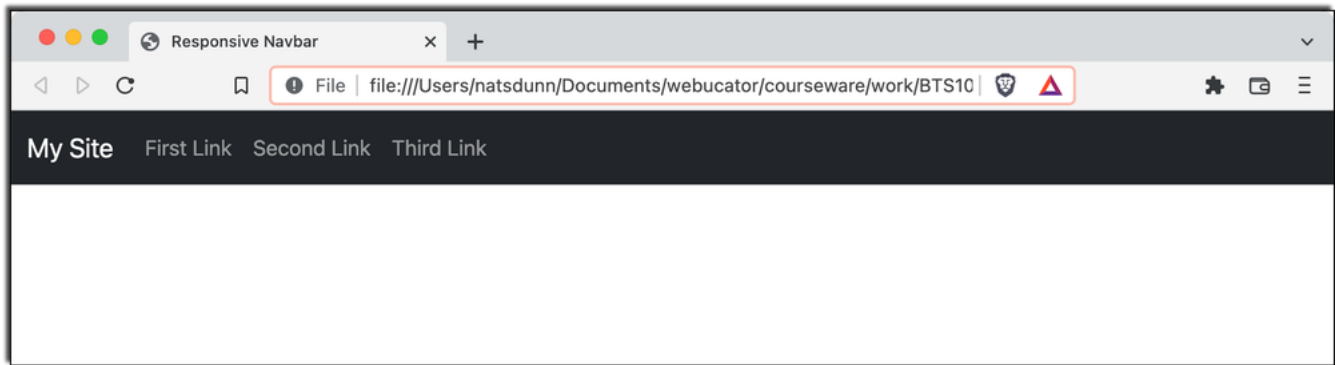 Responsive Navbar
File file:///Users/natsdunn/Documents/webucator/courseware/work/BTS10
My Site First Link Second Link Third Link